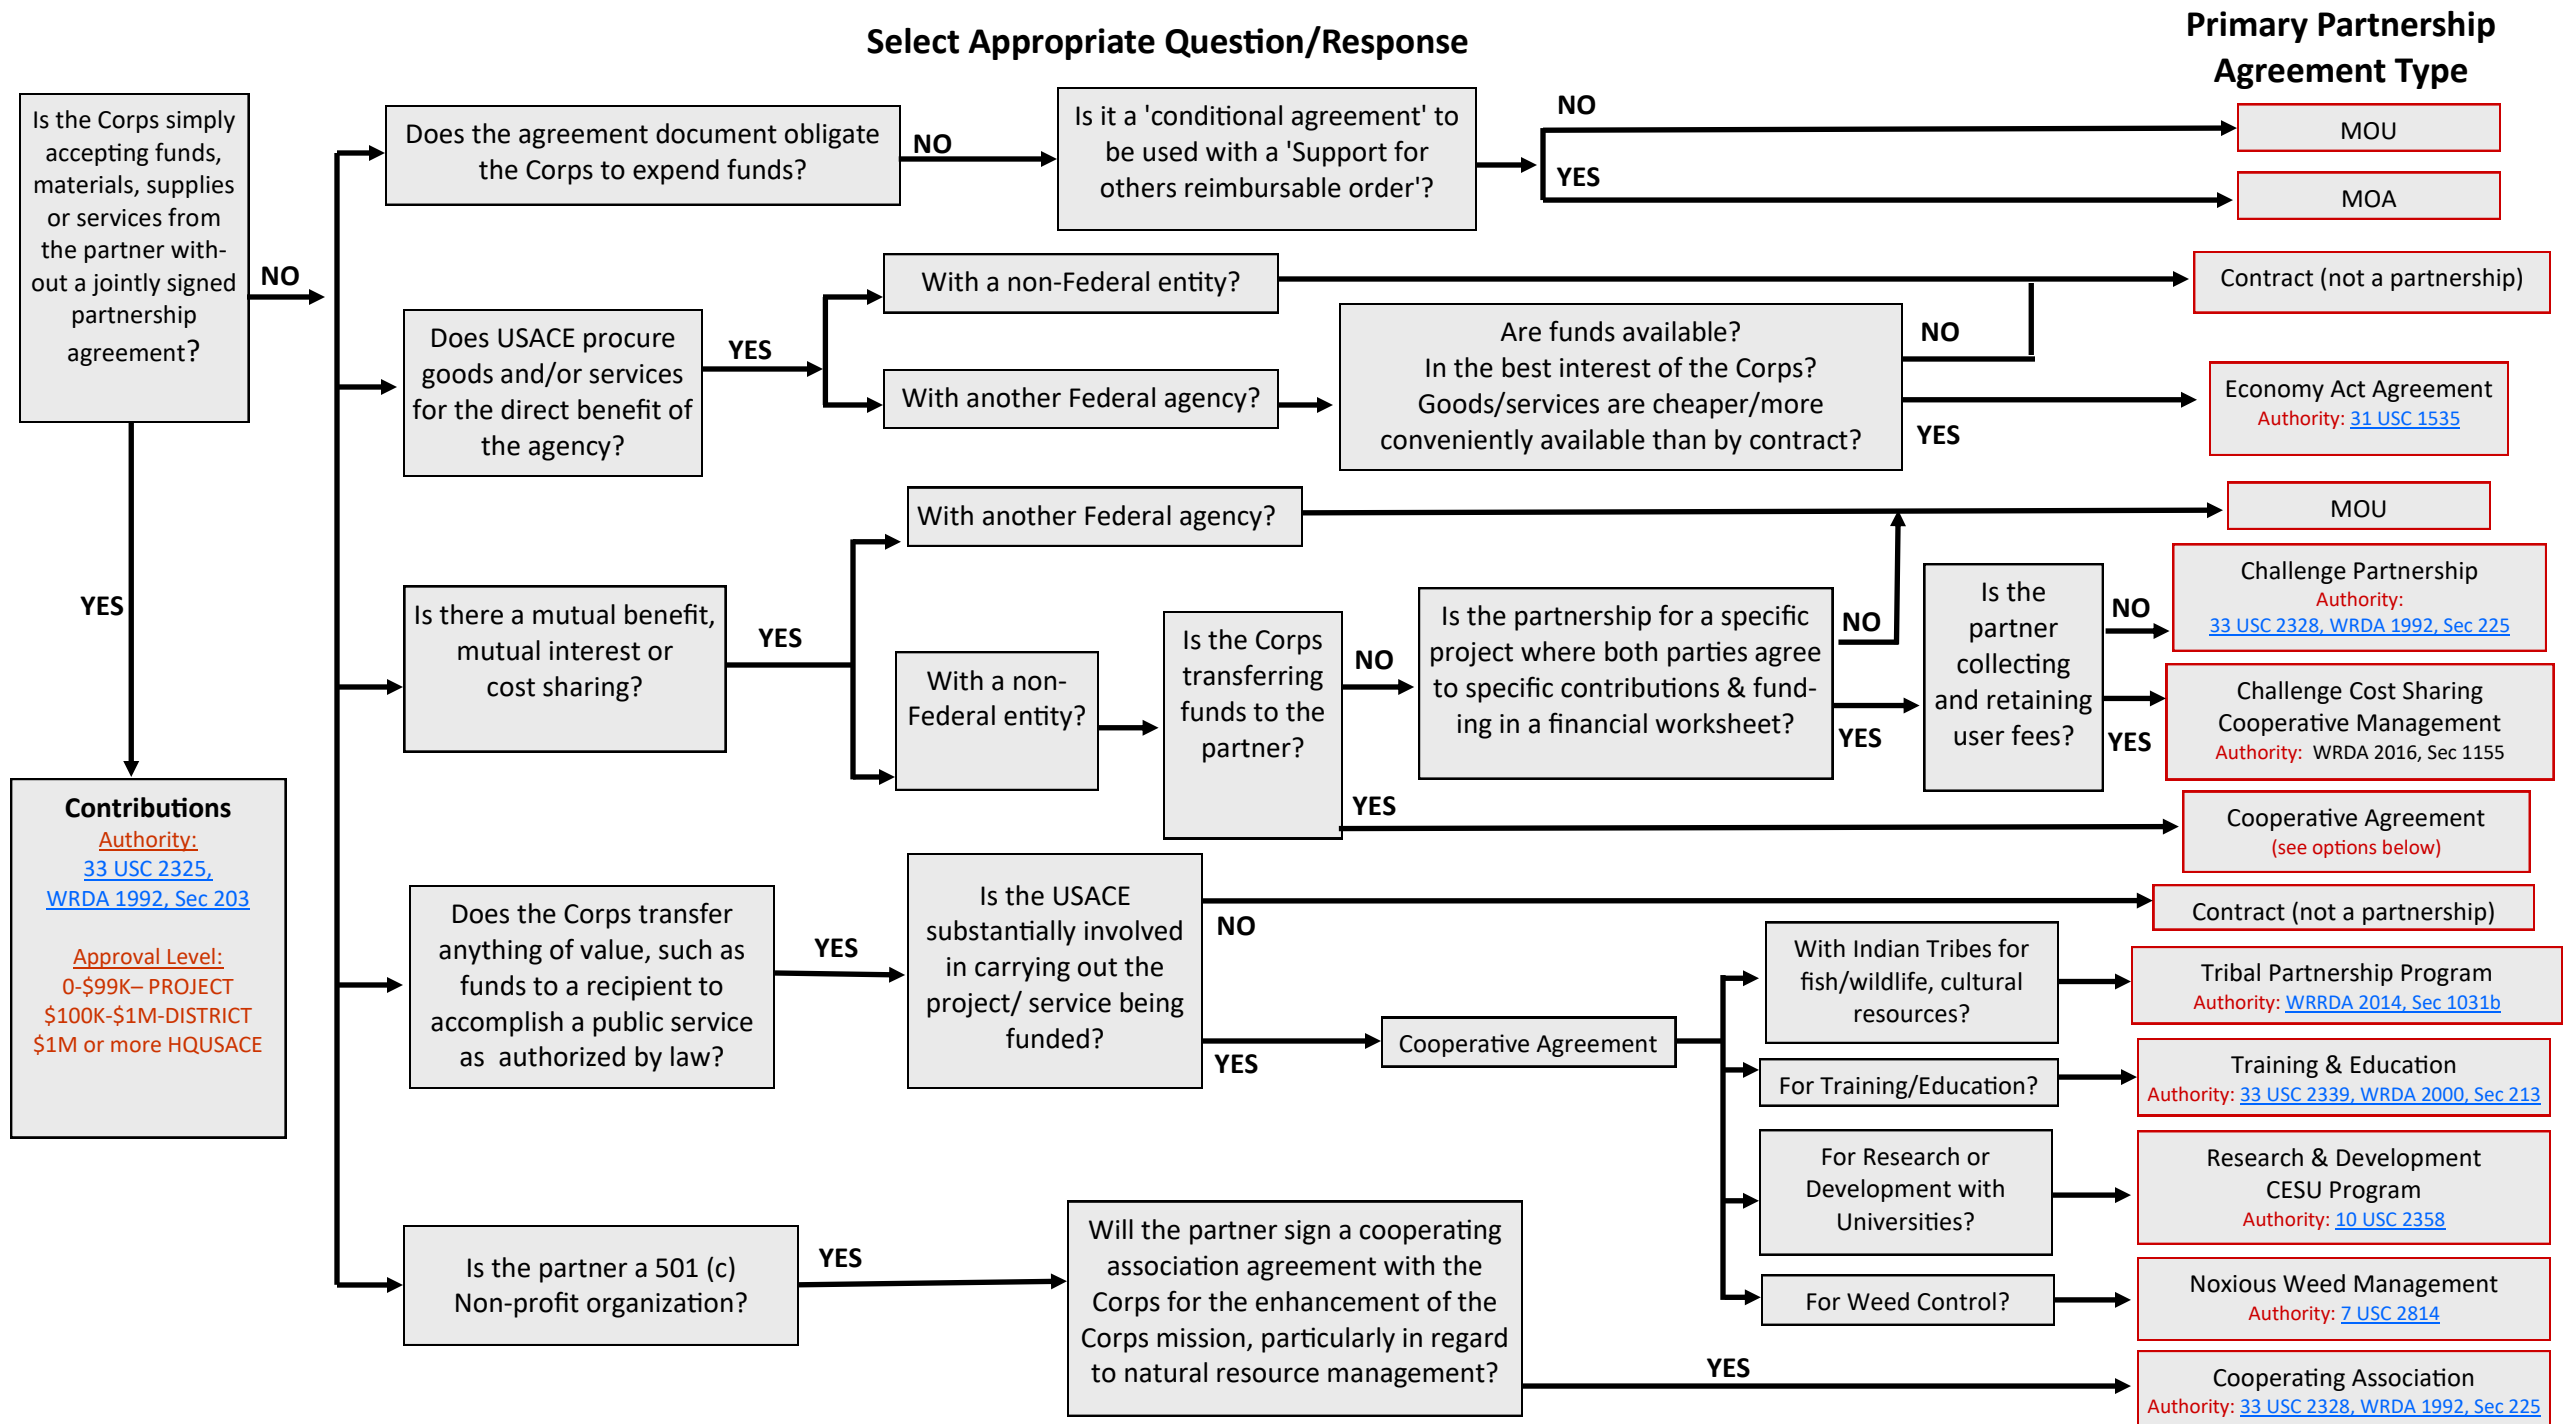 Select Appropriate Question/Response
Primary Partnership
Agreement Type
Is the Corps simply
accepting funds,
materials, supplies
or services from
the partner with-
out a jointly signed
partnership
agreement?
NO
YES
Contributions
Authority:
33 USC 2325,
WRDA 1992, Sec 203
Approval Level:
0-$99K– PROJECT
$100K-$1M-DISTRICT
$1M or more HQUSACE
Does the agreement document obligate
the Corps to expend funds?
NO
Is it a 'conditional agreement' to
be used with a 'Support for
others reimbursable order'?
NO
YES
MOU
MOA
Does USACE procure
goods and/or services
for the direct benefit of
the agency?
YES
With a non-Federal entity?
With another Federal agency?
Are funds available?
In the best interest of the Corps?
Goods/services are cheaper/more
conveniently available than by contract?
NO
YES
Contract (not a partnership)
Economy Act Agreement
Authority: 31 USC 1535
Is there a mutual benefit,
mutual interest or
cost sharing?
YES
With another Federal agency?
With a non-
Federal entity?
Is the Corps
transferring
funds to the
partner?
NO
YES
Is the partnership for a specific
project where both parties agree
to specific contributions & fund-
ing in a financial worksheet?
NO
YES
Is the
partner
collecting
and retaining
user fees?
NO
YES
MOU
Challenge Partnership
Authority:
33 USC 2328, WRDA 1992, Sec 225
Challenge Cost Sharing
Cooperative Management
Authority: WRDA 2016, Sec 1155
Cooperative Agreement
(see options below)
Does the Corps transfer
anything of value, such as
funds to a recipient to
accomplish a public service
as authorized by law?
YES
Is the USACE
substantially involved
in carrying out the
project/ service being
funded?
NO
YES
Contract (not a partnership)
Cooperative Agreement
With Indian Tribes for
fish/wildlife, cultural
resources?
Tribal Partnership Program
Authority: WRRDA 2014, Sec 1031b
For Training/Education?
Training & Education
Authority: 33 USC 2339, WRDA 2000, Sec 213
For Research or
Development with
Universities?
Research & Development
CESU Program
Authority: 10 USC 2358
For Weed Control?
Noxious Weed Management
Authority: 7 USC 2814
Is the partner a 501 (c)
Non-profit organization?
YES
Will the partner sign a cooperating
association agreement with the
Corps for the enhancement of the
Corps mission, particularly in regard
to natural resource management?
YES
Cooperating Association
Authority: 33 USC 2328, WRDA 1992, Sec 225